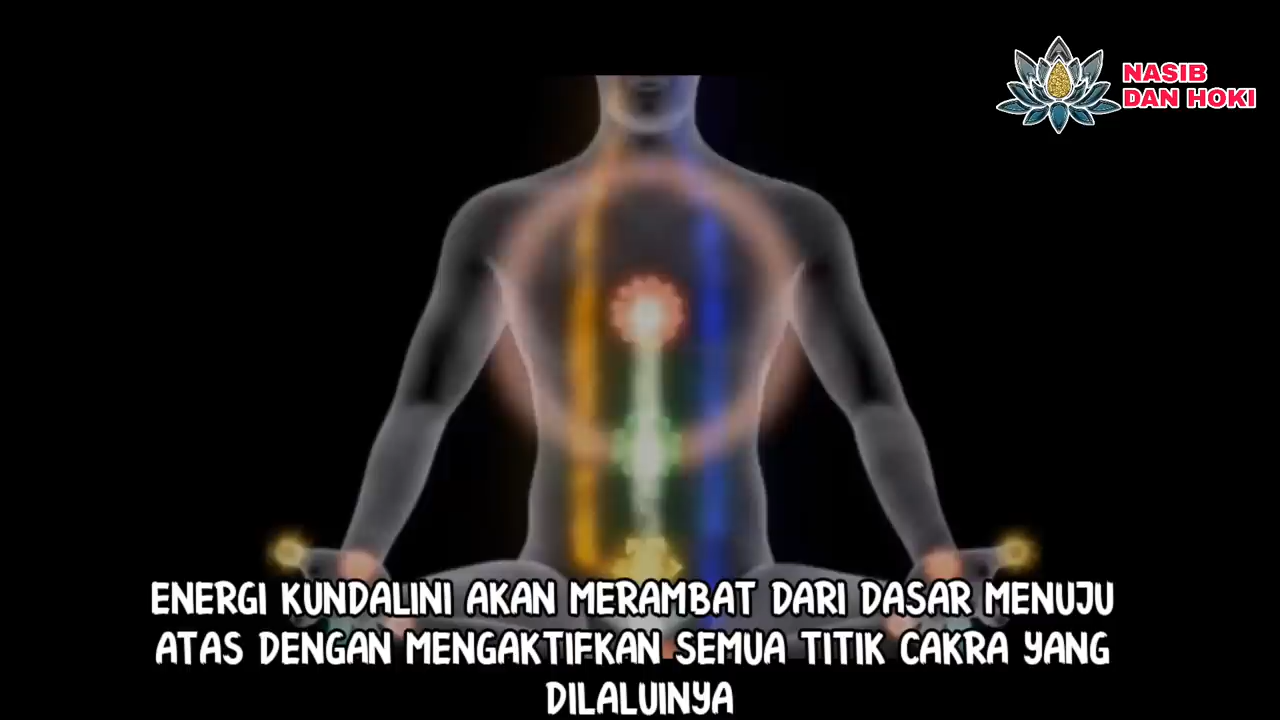 NASIB
DAN HOKI
ENERGI KUNDALINI AKAN MERAMBAT DARI DASAR MENUJU
ATAS DENGAN MENGAKTIFKAN SEMUA TITIK CAKRA YANG
DILALUINYA